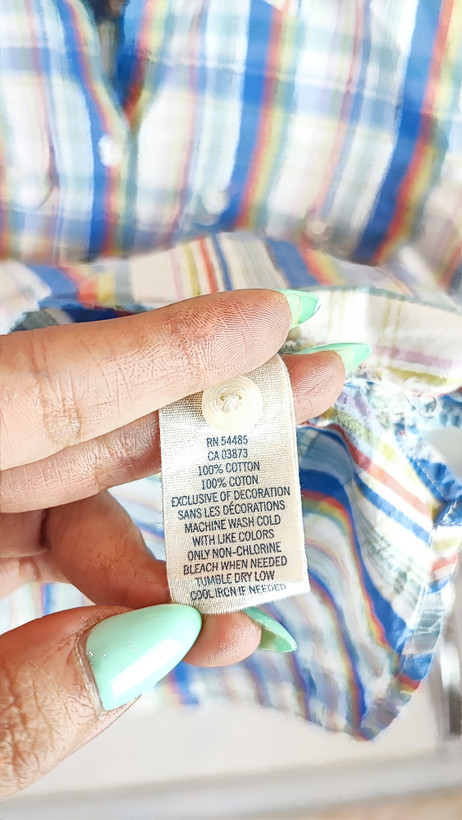 RN 54485
CA 03873
100% COTTON
100% COTON
EXCLUSIVE OF DECORATION
SANS LES DÉCORATIONS
MACHINE WASH COLD
WITH LIKE COLORS
ONLY NON-CHLORINE
BLEACH WHEN NEEDED
TUMBLE DRY LOW
COOL IRON IF NEEDED